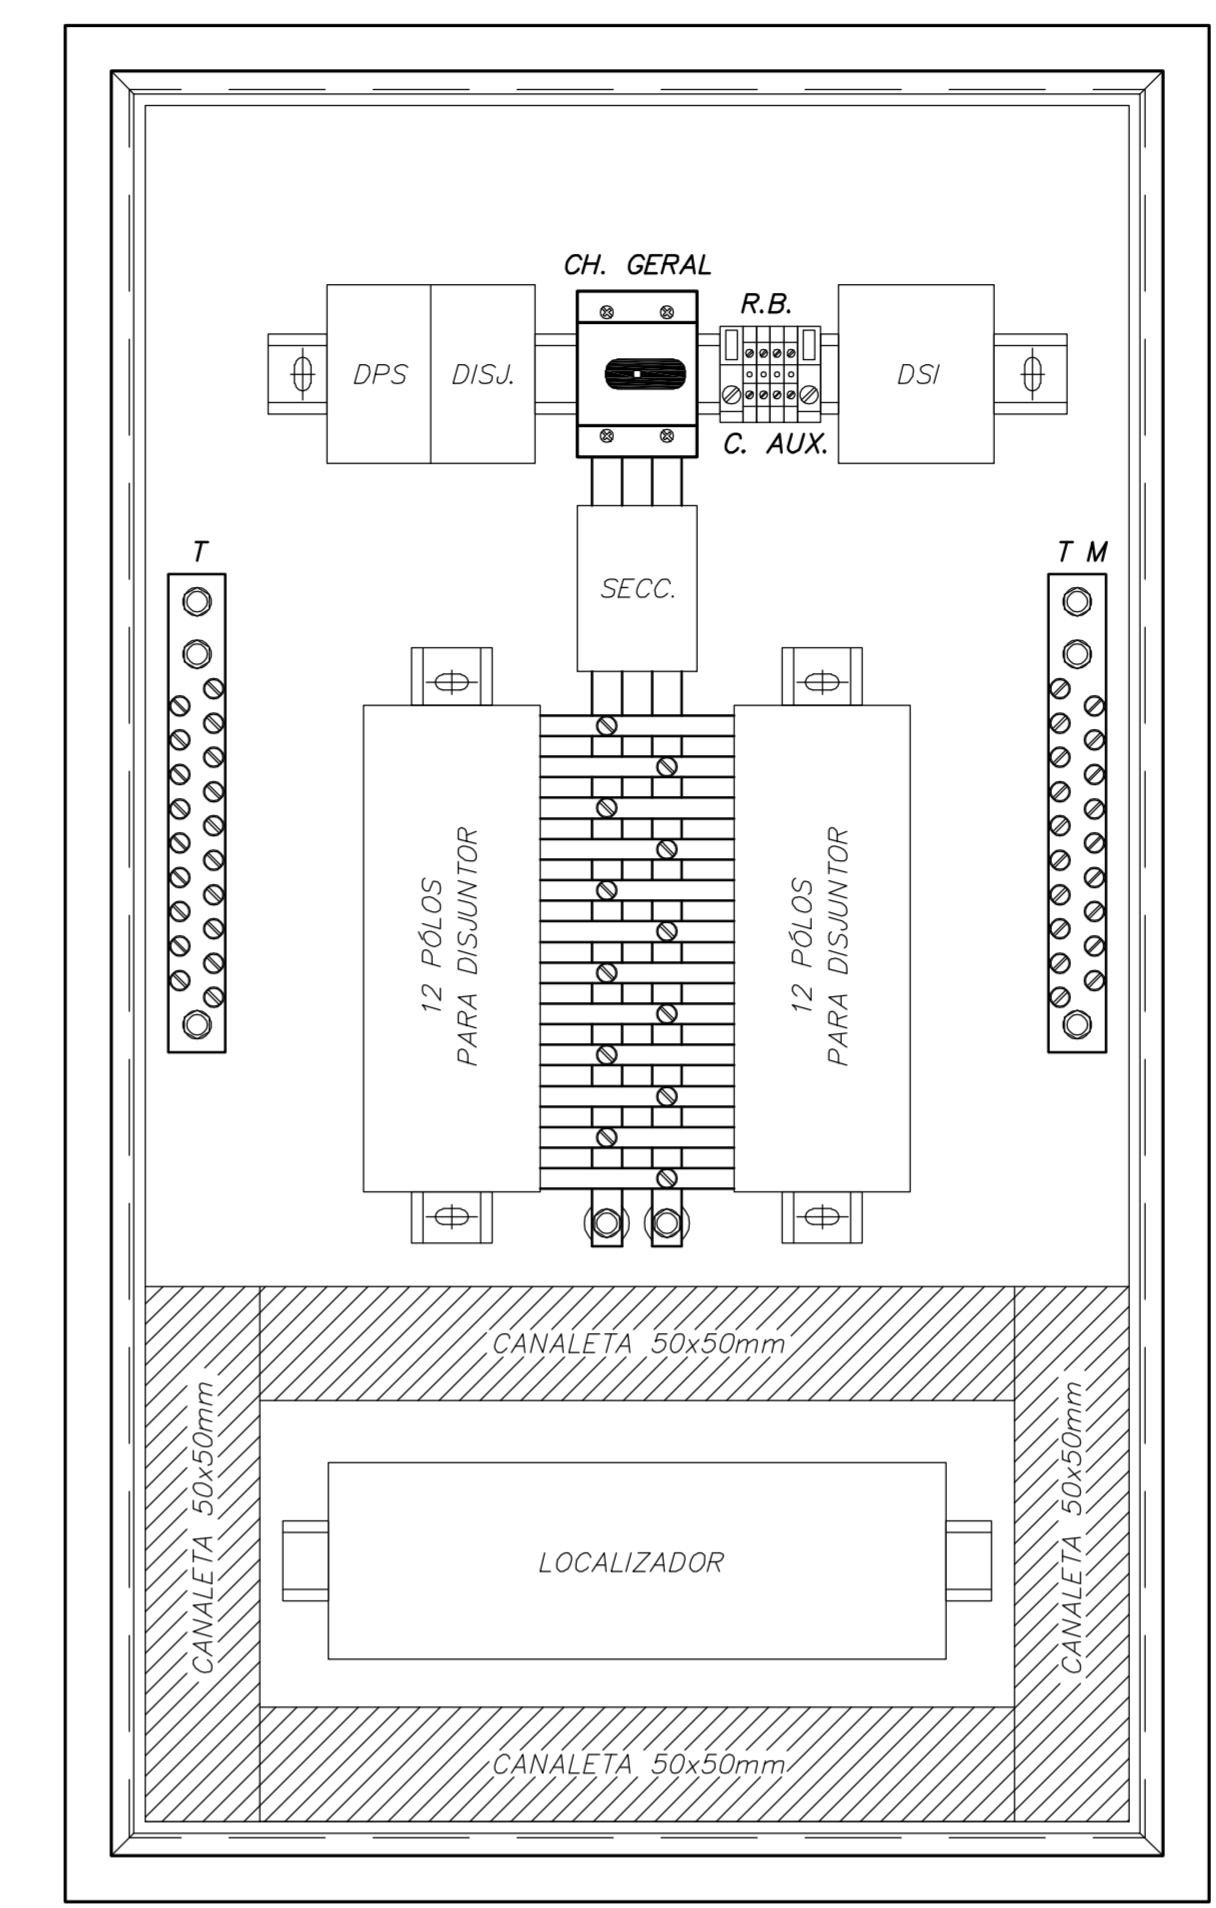 CH. GERAL
R.B.
DPS
DISJ.
DSI
C. AUX.
T
T M
SECC.
12 PÓLOS
PARA DISJUNTOR
12 PÓLOS
PARA DISJUNTOR
CANALETA 50x50mm
CANALETA 50x50mm
CANALETA 50x50mm
LOCALIZADOR
CANALETA 50x50mm